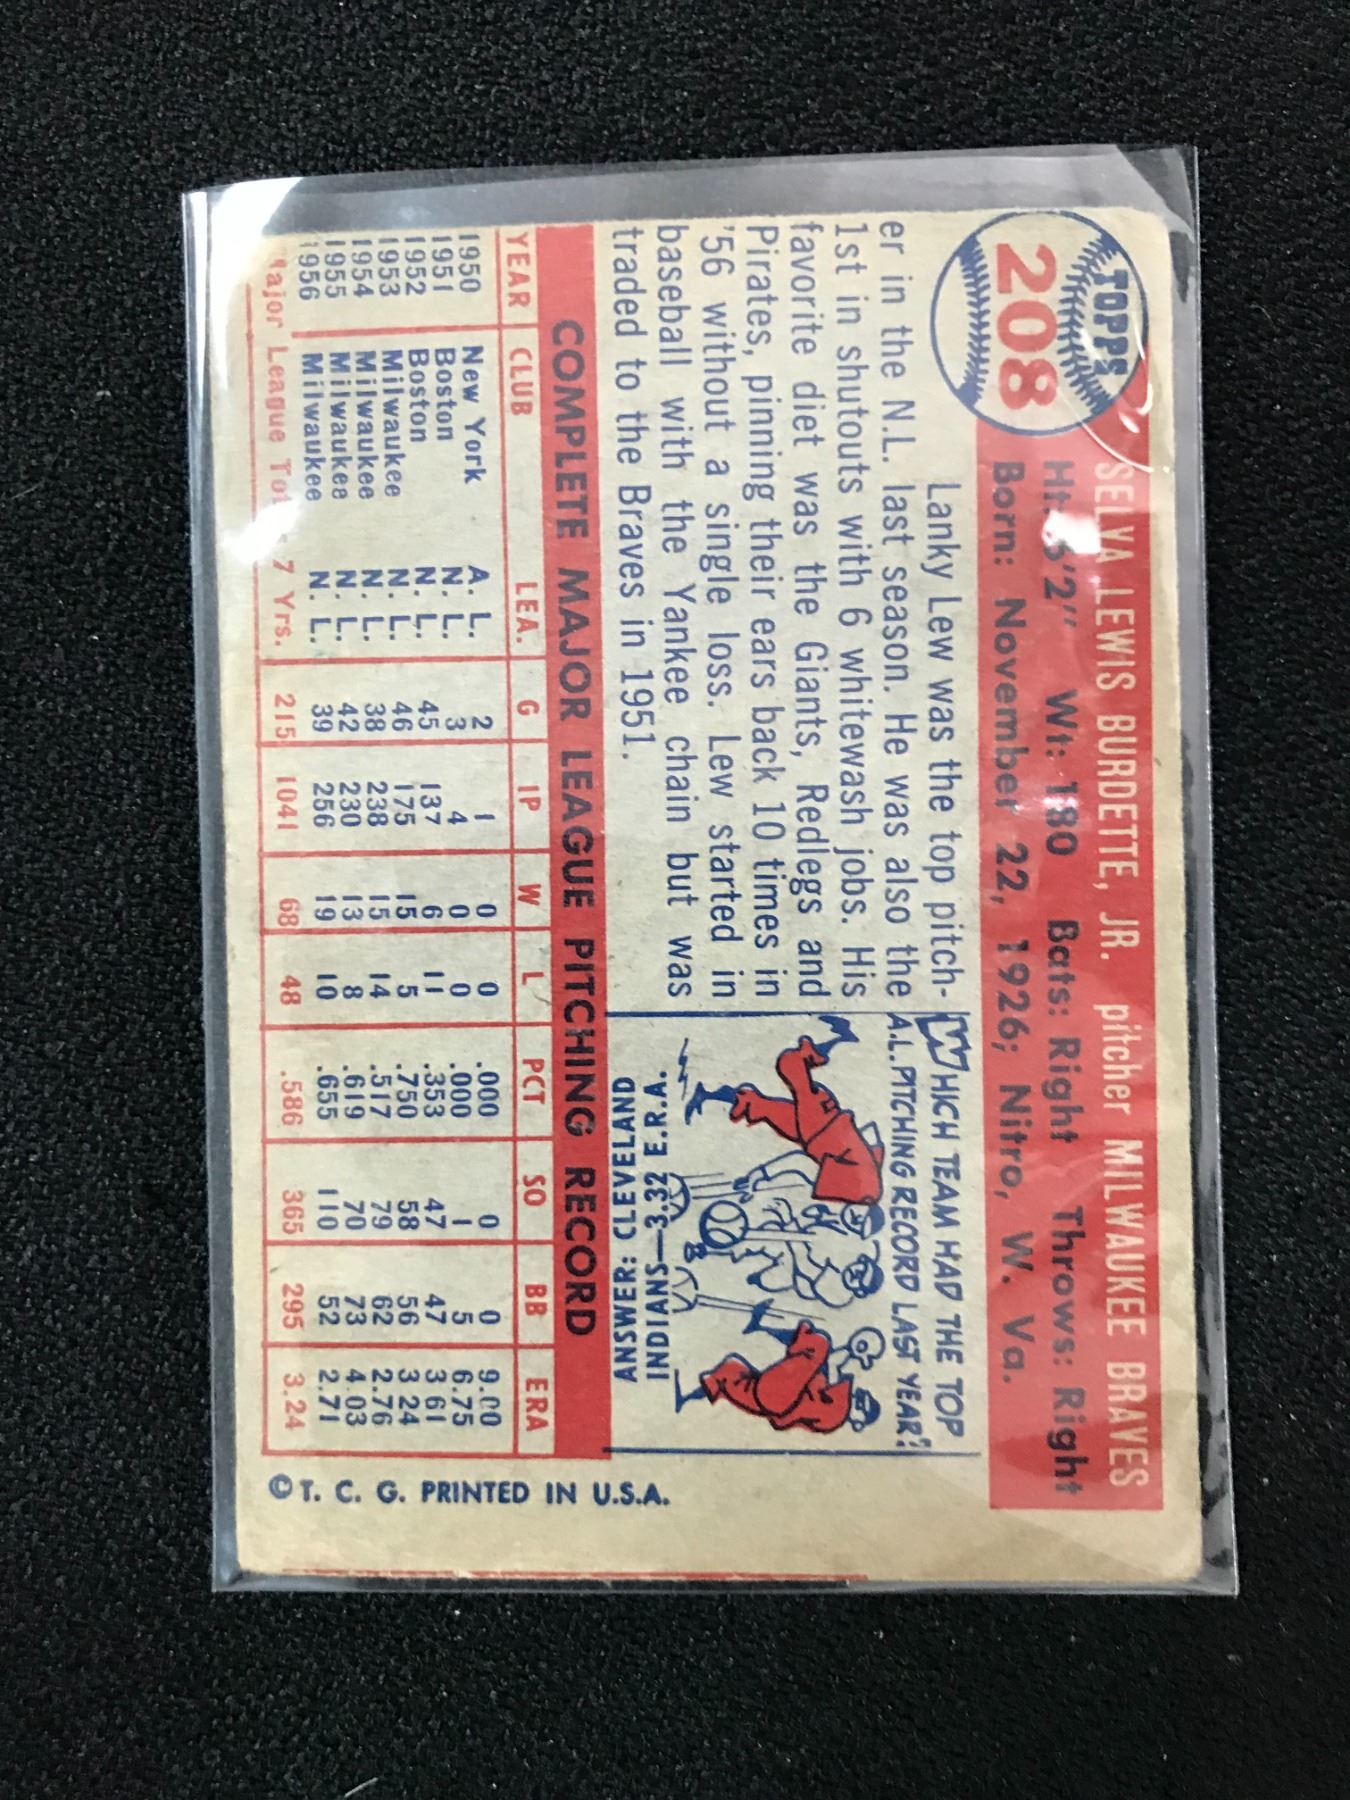 TOPPS
208
SELVA LEWIS BURDETTE, JR. pitcher MILWAUKEE BRAVES
Ht: 6'2" Wt: 180 Bats: Right Throws: Right
Born: November 22, 1926; Nitro, W. Va.
Lanky Lew was the top pitch-
er in the N.L. last season. He was also the
1st in shutouts with 6 whitewash jobs. His
favorite diet was the Giants, Redlegs and
Pirates, pinning their ears back 10 times in
'56 without a single loss. Lew started in
baseball with the Yankee chain but was
traded to the Braves in 1951.
WHICH TEAM HAD THE TOP
A.L. PITCHING RECORD LAST YEAR?
ANSWER: CLEVELAND
INDIANS—3.32 E.R.A.
COMPLETE MAJOR LEAGUE PITCHING RECORD
YEAR CLUB LEA. G IP W L PCT SO BB ERA
1950 New York A. L. 2 1 0 0 .000 0 0 9.00
1951 Boston N. L. 3 4 0 0 .000 1 5 6.75
1952 Boston N. L. 45 137 6 11 .353 47 47 3.61
1953 Milwaukee N. L. 46 175 15 5 .750 58 56 3.24
1954 Milwaukee N. L. 38 238 15 14 .517 79 62 2.76
1955 Milwaukee N. L. 42 230 13 8 .619 70 73 4.03
1956 Milwaukee N. L. 39 256 19 10 .655 110 52 2.71
Major League 7 Yrs. 215 1041 68 48 .586 365 295 3.24
© T. C. G. PRINTED IN U.S.A.